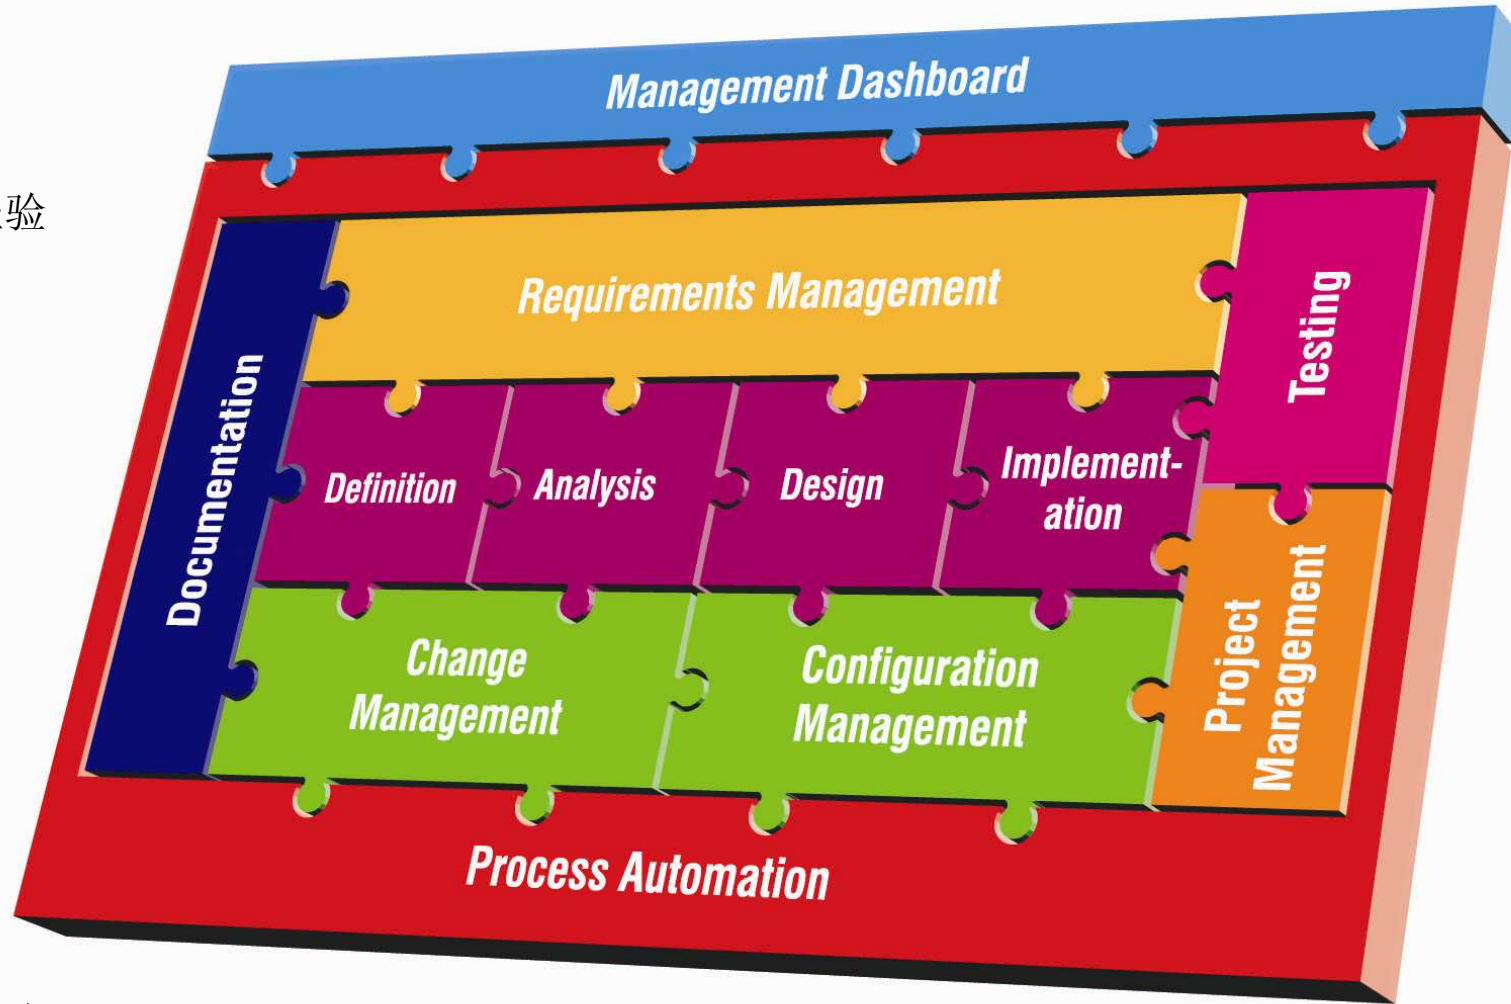 Management Dashboard
验
Requirements Management
Testing
Documentation
Definition
Analysis
Design
Implement-
ation
Change
Management
Configuration
Management
Project
Management
Process Automation